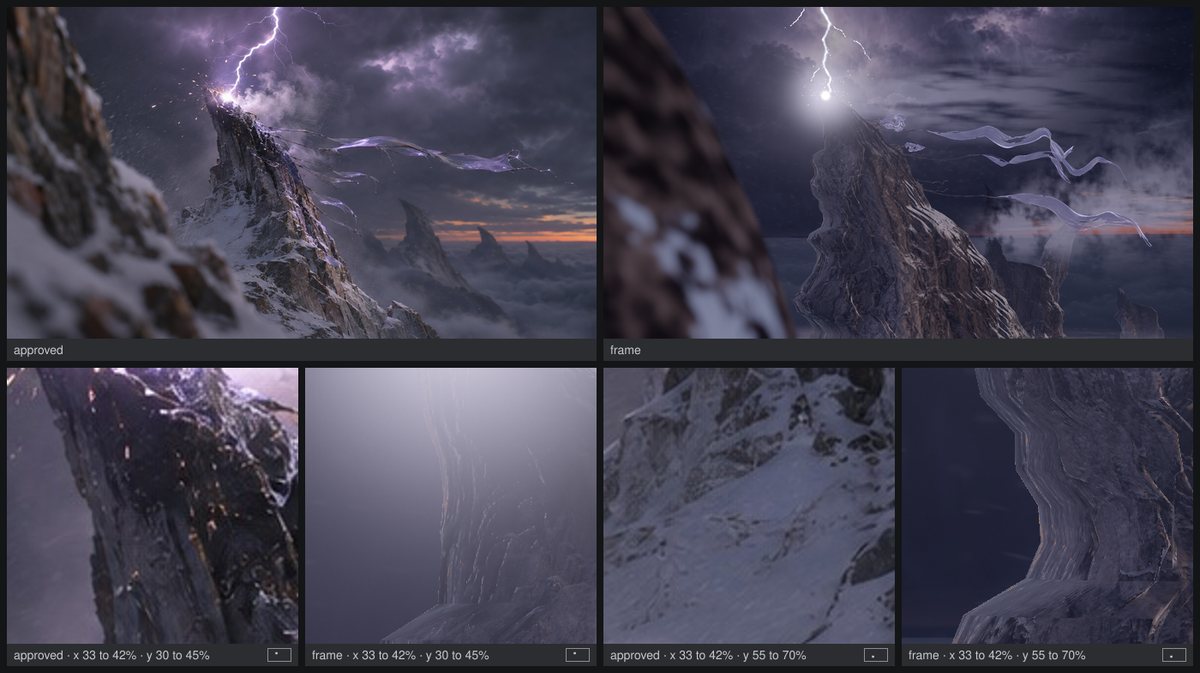 approved
frame
approved · x 33 to 42% · y 30 to 45%
frame · x 33 to 42% · y 30 to 45%
approved · x 33 to 42% · y 55 to 70%
frame · x 33 to 42% · y 55 to 70%